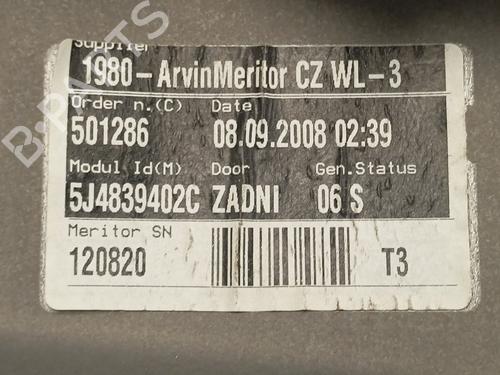 Supplier
1980-ArvinMeritor CZ WL-3
Order n.(C) Date
501286 08.09.2008 02:39
Modul Id(M) Door Gen.Status
5J4839402C ZADNI 06 S
Meritor SN
120820 T3
B-PARTS